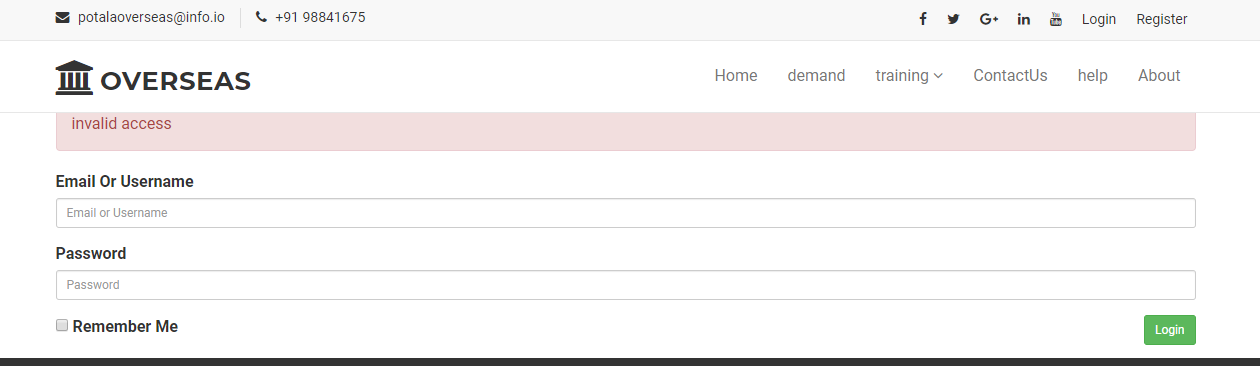 potalaoverseas@info.io +91 98841675 Login Register
OVERSEAS Home demand training ContactUs help About
invalid access
Email Or Username
Email or Username
Password
Password
Remember Me Login